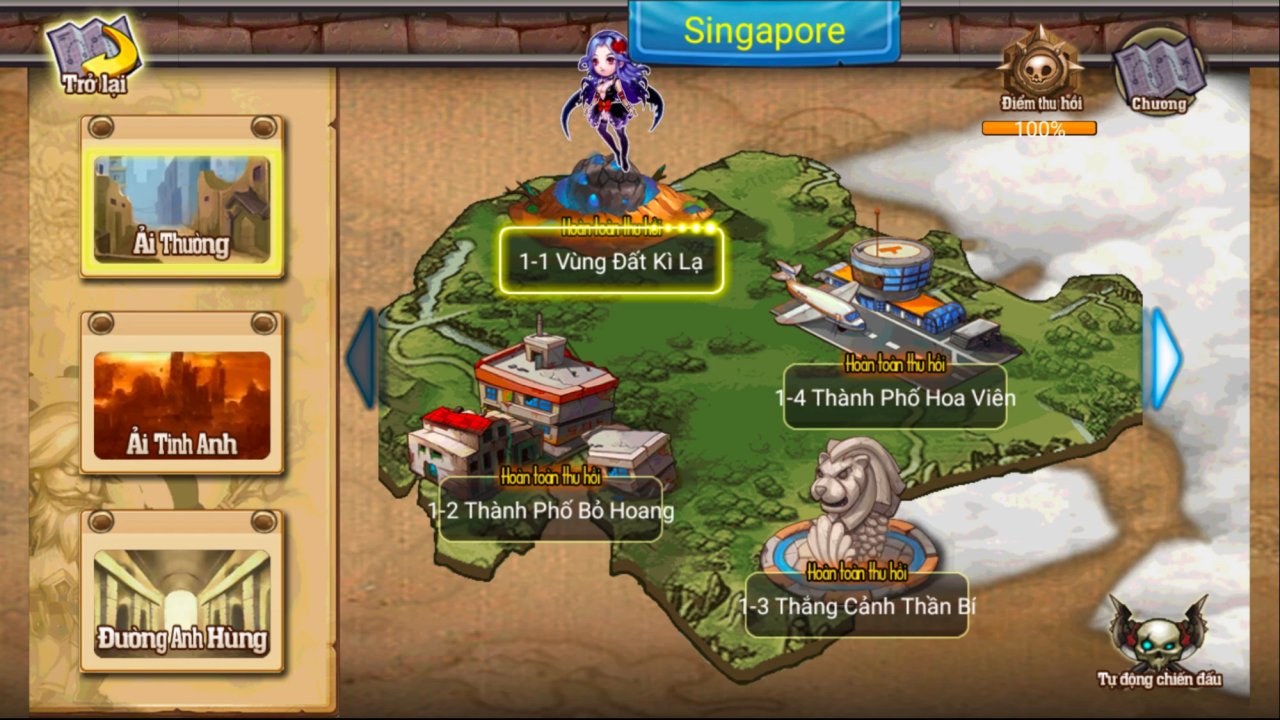 Singapore
Trở lại
Điểm thu hồi
100%
Chương
Ải Thường
Hoàn toàn thu hồi
1-1 Vùng Đất Kì Lạ
Hoàn toàn thu hồi
1-4 Thành Phố Hoa Viên
Ải Tinh Anh
Hoàn toàn thu hồi
1-2 Thành Phố Bỏ Hoang
Hoàn toàn thu hồi
1-3 Thắng Cảnh Thần Bí
Đường Anh Hùng
Tự động chiến đấu